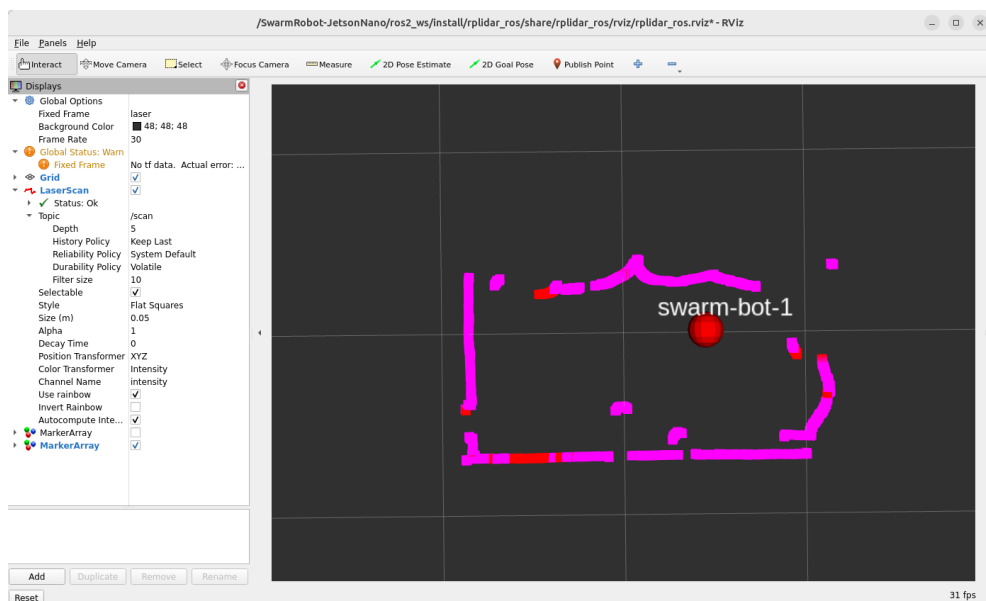 /SwarmRobot-JetsonNano/ros2_ws/install/rplidar_ros/share/rplidar_ros/rviz/rplidar_ros.rviz* - RViz
File Panels Help
Interact Move Camera Select Focus Camera Measure 2D Pose Estimate 2D Goal Pose Publish Point
Displays
Global Options
Fixed Frame laser
Background Color 48; 48; 48
Frame Rate 30
Global Status: Warn
Fixed Frame No tf data. Actual error: ...
Grid
LaserScan
Status: Ok
Topic /scan
Depth 5
History Policy Keep Last
Reliability Policy System Default
Durability Policy Volatile
Filter size 10
Selectable
Style Flat Squares
Size (m) 0.05
Alpha 1
Decay Time 0
Position Transformer XYZ
Color Transformer Intensity
Channel Name intensity
Use rainbow
Invert Rainbow
Autocompute Inte...
MarkerArray
MarkerArray
swarm-bot-1
Add Duplicate Remove Rename
Reset
31 fps